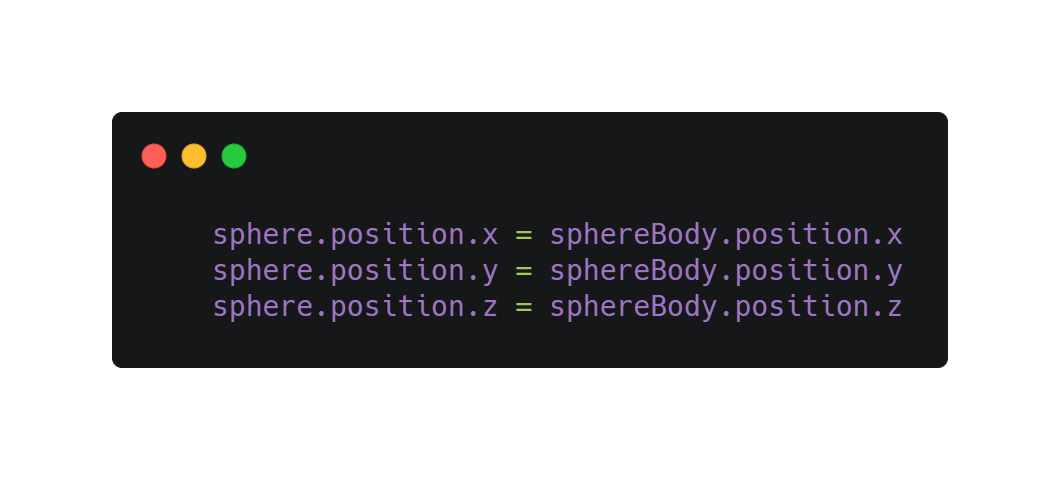 sphere.position.x = sphereBody.position.x
sphere.position.y = sphereBody.position.y
sphere.position.z = sphereBody.position.z